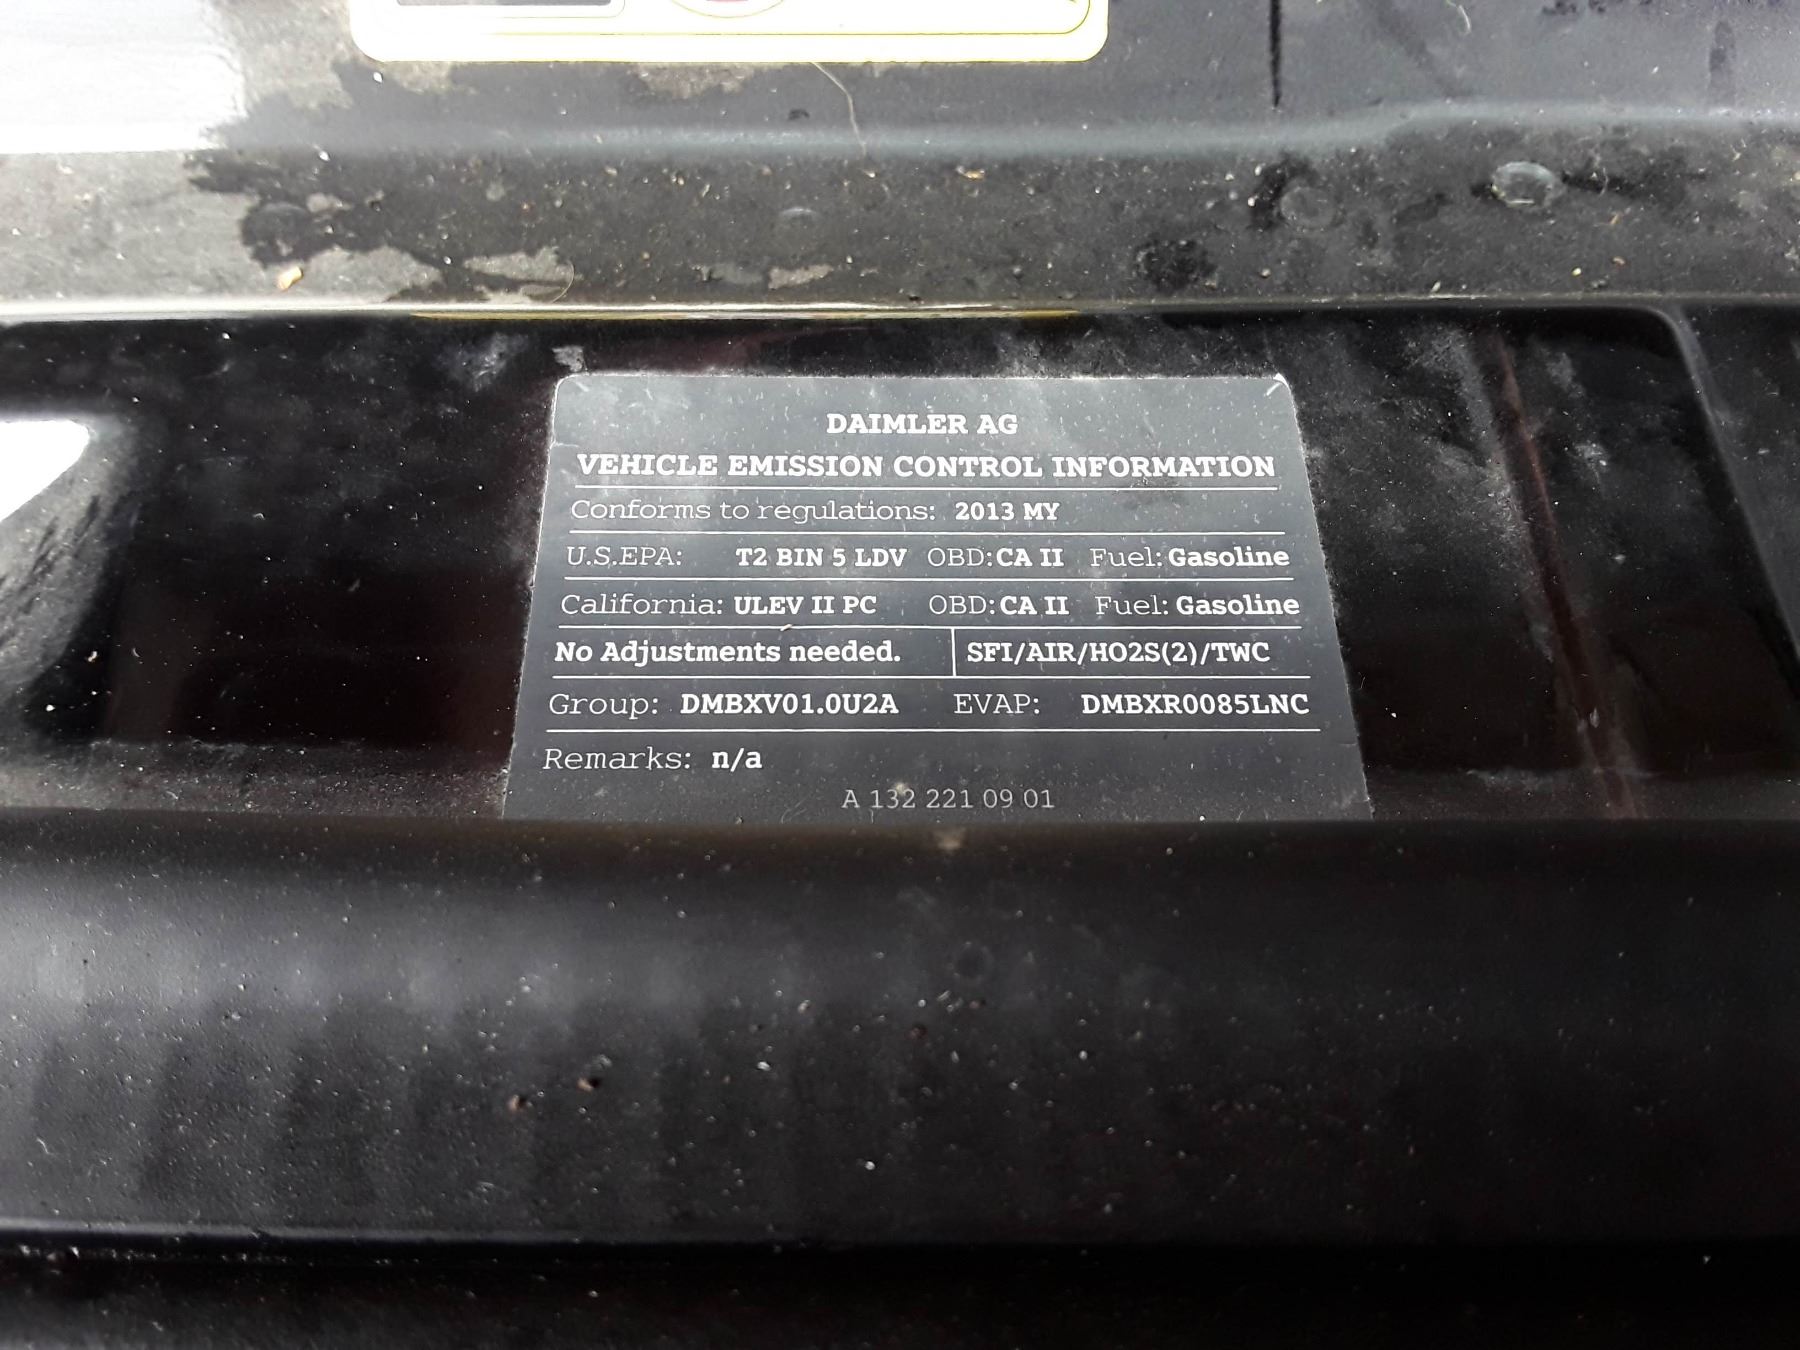 DAIMLER AG
VEHICLE EMISSION CONTROL INFORMATION
Conforms to regulations: 2013 MY
U.S.EPA: T2 BIN 5 LDV OBD: CA II Fuel: Gasoline
California: ULEV II PC OBD: CA II Fuel: Gasoline
No Adjustments needed. SFI/AIR/HO2S(2)/TWC
Group: DMBXV01.0U2A EVAP: DMBXR0085LNC
Remarks: n/a
A 132 221 09 01